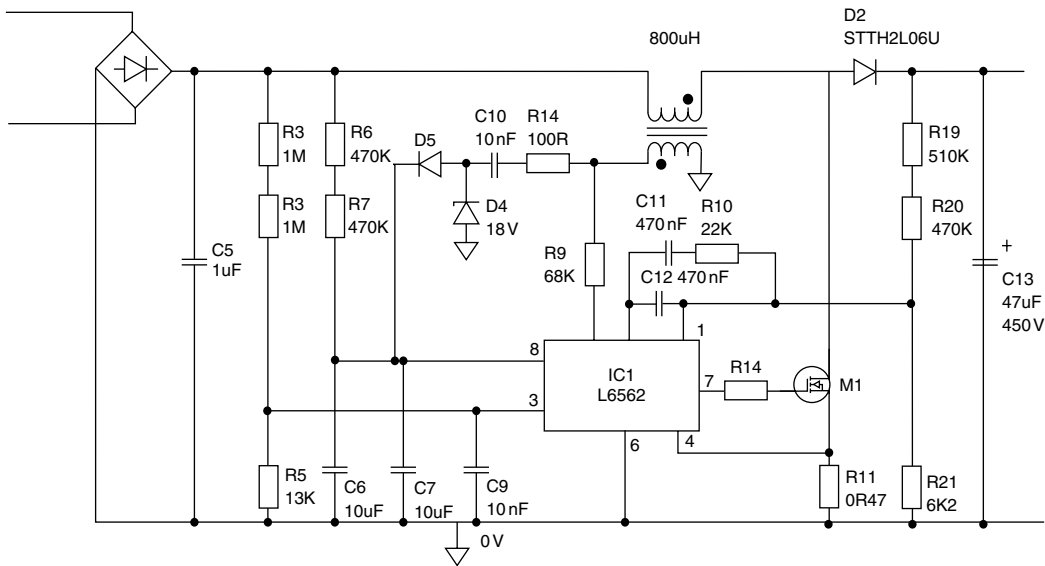 D2
STTH2L06U
800uH
C10
10nF
R14
100R
D5
R3
1M
R6
470K
R19
510K
D4
18V
C11
470nF
R10
22K
R3
1M
R7
470K
R20
470K
C5
1uF
R9
68K
C12 470nF
+
C13
47uF
450V
1
8
IC1
L6562
7
R14
M1
3
6
4
R5
13K
C6
10uF
C7
10uF
C9
10nF
R11
0R47
R21
6K2
0V